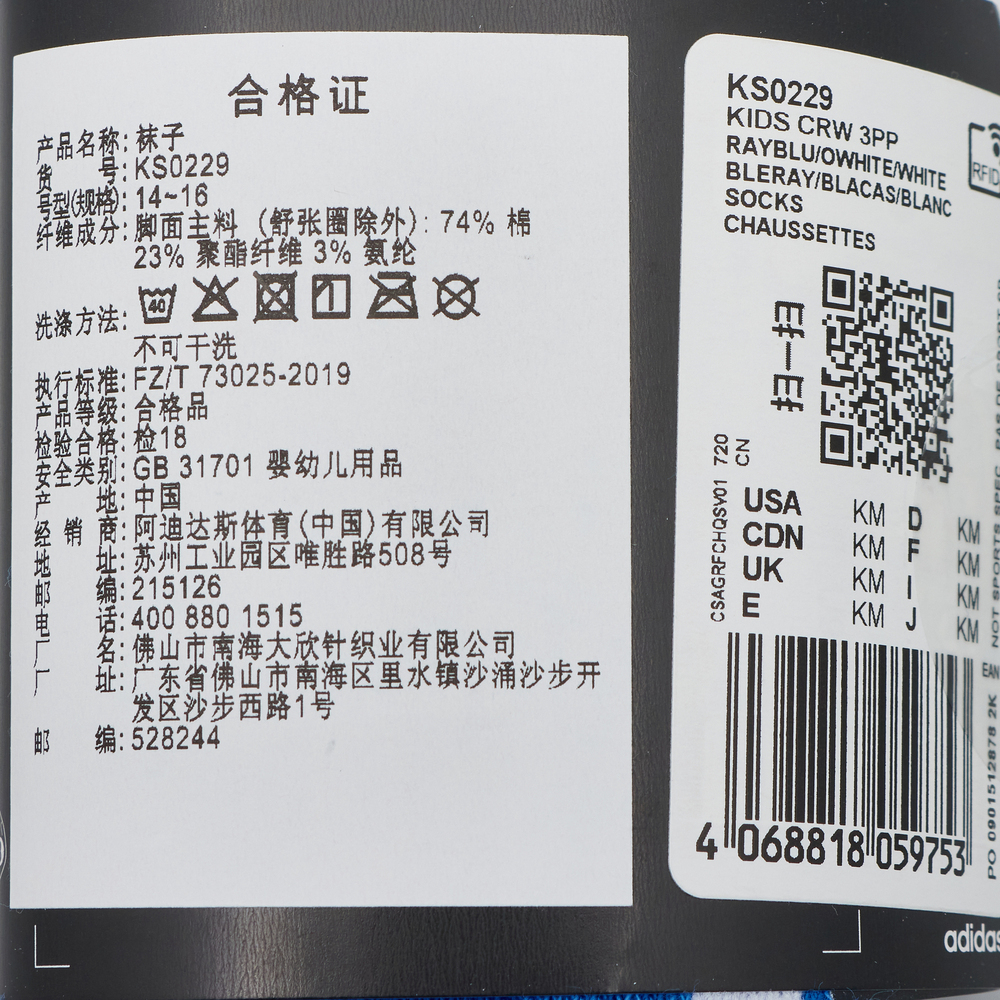 合格证
产品名称: 袜子
货号: KS0229
号型(规格): 14~16
纤维成分: 脚面主料 (舒张圈除外): 74% 棉
23% 聚酯纤维 3% 氨纶
40
洗涤方法:
不可干洗
执行标准: FZ/T 73025-2019
产品等级: 合格品
检验合格: 检18
安全类别: GB 31701 婴幼儿用品
产地: 中国
经销商: 阿迪达斯体育(中国)有限公司
地址: 苏州工业园区唯胜路508号
邮编: 215126
电话: 400 880 1515
厂名: 佛山市南海大欣针织业有限公司
厂址: 广东省佛山市南海区里水镇沙涌沙步开
发区沙步西路1号
邮编: 528244
KS0229
KIDS CRW 3PP
RAYBLU/OWHITE/WHITE
BLERAY/BLACAS/BLANC
SOCKS
CHAUSSETTES
RFID
扫一扫
CSAGRFCHQSV01 720
CN
USA KM D KM
CDN KM F KM
UK KM I KM
E KM J KM
EAN
4 068818 059753
PO 0901512878 2K
adidas